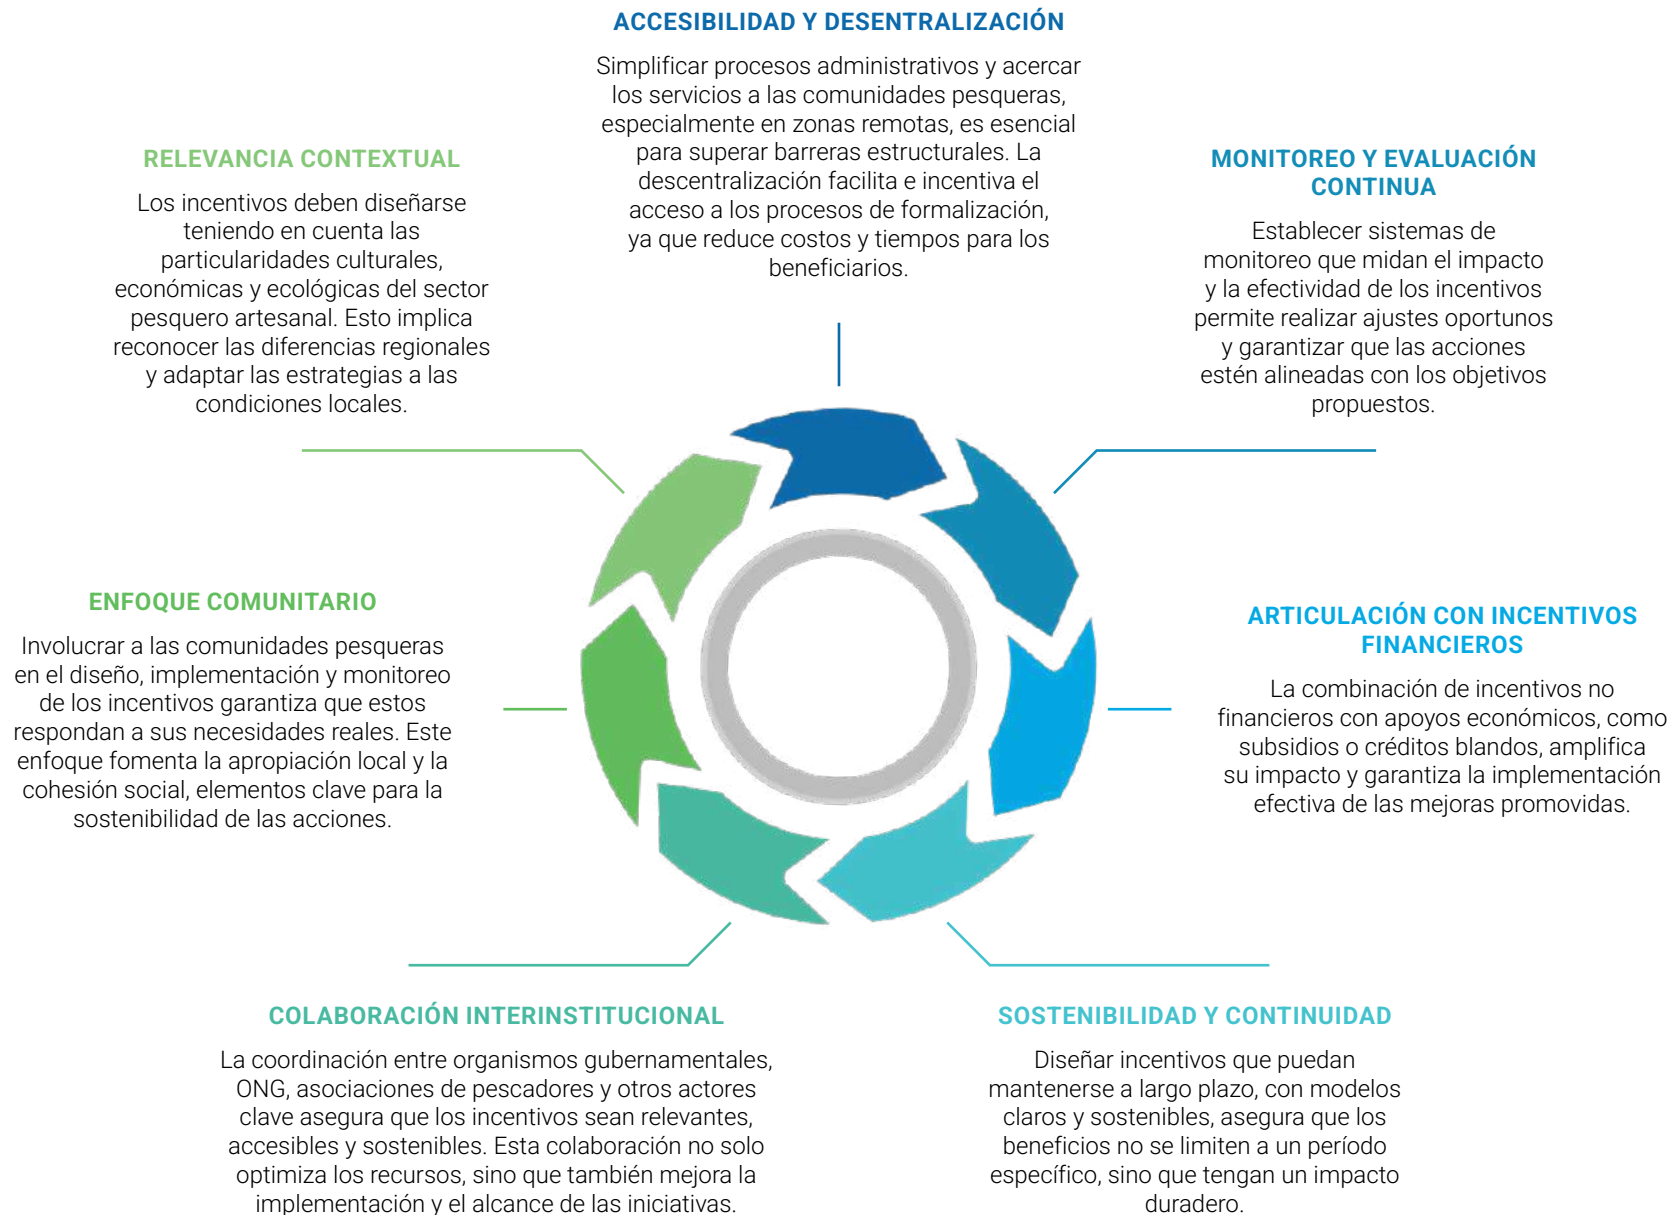 ACCESIBILIDAD Y DESENTRALIZACIÓN
Simplificar procesos administrativos y acercar
los servicios a las comunidades pesqueras,
especialmente en zonas remotas, es esencial
para superar barreras estructurales. La
descentralización facilita e incentiva el
acceso a los procesos de formalización,
ya que reduce costos y tiempos para los
beneficiarios.
RELEVANCIA CONTEXTUAL
Los incentivos deben diseñarse
teniendo en cuenta las
particularidades culturales,
económicas y ecológicas del sector
pesquero artesanal. Esto implica
reconocer las diferencias regionales
y adaptar las estrategias a las
condiciones locales.
MONITOREO Y EVALUACIÓN
CONTINUA
Establecer sistemas de
monitoreo que midan el impacto
y la efectividad de los incentivos
permite realizar ajustes oportunos
y garantizar que las acciones
estén alineadas con los objetivos
propuestos.
ENFOQUE COMUNITARIO
Involucrar a las comunidades pesqueras
en el diseño, implementación y monitoreo
de los incentivos garantiza que estos
respondan a sus necesidades reales. Este
enfoque fomenta la apropiación local y la
cohesión social, elementos clave para la
sostenibilidad de las acciones.
ARTICULACIÓN CON INCENTIVOS
FINANCIEROS
La combinación de incentivos no
financieros con apoyos económicos, como
subsidios o créditos blandos, amplifica
su impacto y garantiza la implementación
efectiva de las mejoras promovidas.
COLABORACIÓN INTERINSTITUCIONAL
La coordinación entre organismos gubernamentales,
ONG, asociaciones de pescadores y otros actores
clave asegura que los incentivos sean relevantes,
accesibles y sostenibles. Esta colaboración no solo
optimiza los recursos, sino que también mejora la
implementación y el alcance de las iniciativas.
SOSTENIBILIDAD Y CONTINUIDAD
Diseñar incentivos que puedan
mantenerse a largo plazo, con modelos
claros y sostenibles, asegura que los
beneficios no se limiten a un período
específico, sino que tengan un impacto
duradero.